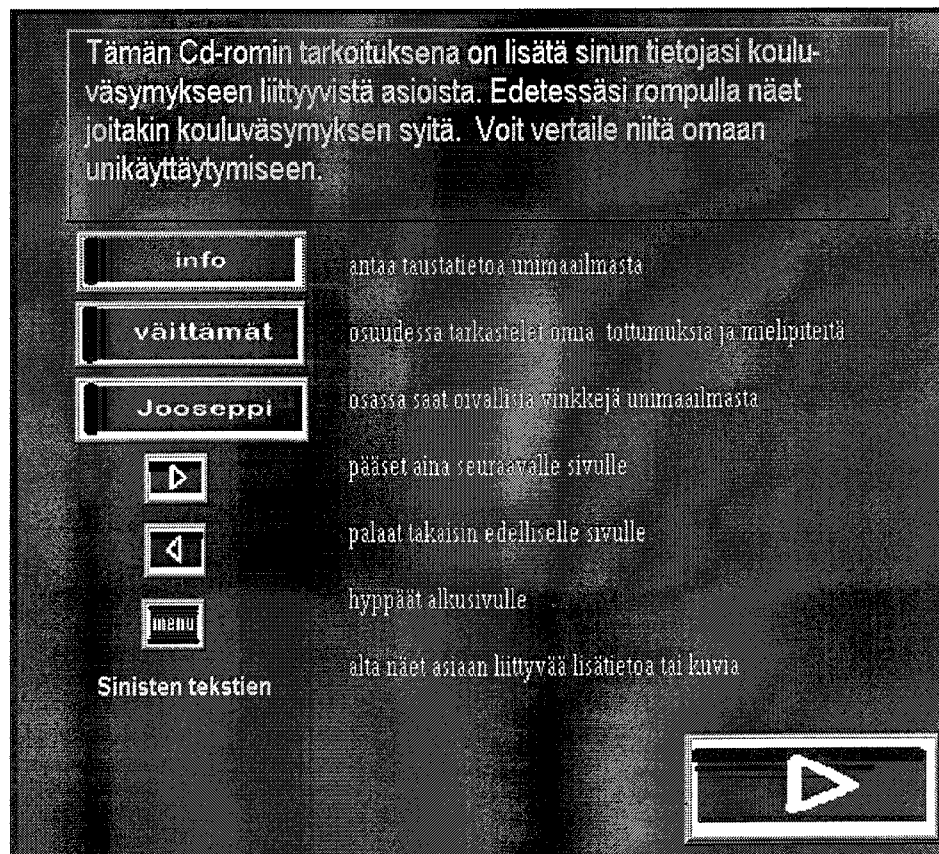 Tämän Cd-romin tarkoituksena on lisätä sinun tietojasi koulu-
väsymykseen liittyyvistä asioista. Edetessäsi rompulla näet
joitakin kouluväsymyksen syitä. Voit vertaile niitä omaan
unikäyttäytymiseen.
info antaa taustatietoa unimaailmasta
väittämät osuudessa tarkastelet omia tottumuksia ja mielipiteitä
Jooseppi osassa saat oivallisia vinkkejä unimaailmasta
pääset aina seuraavalle sivulle
palaat takaisin edelliselle sivulle
menu hyppäät alkusivulle
Sinisten tekstien alta näet asiaan liittyvää lisätietoa tai kuvia